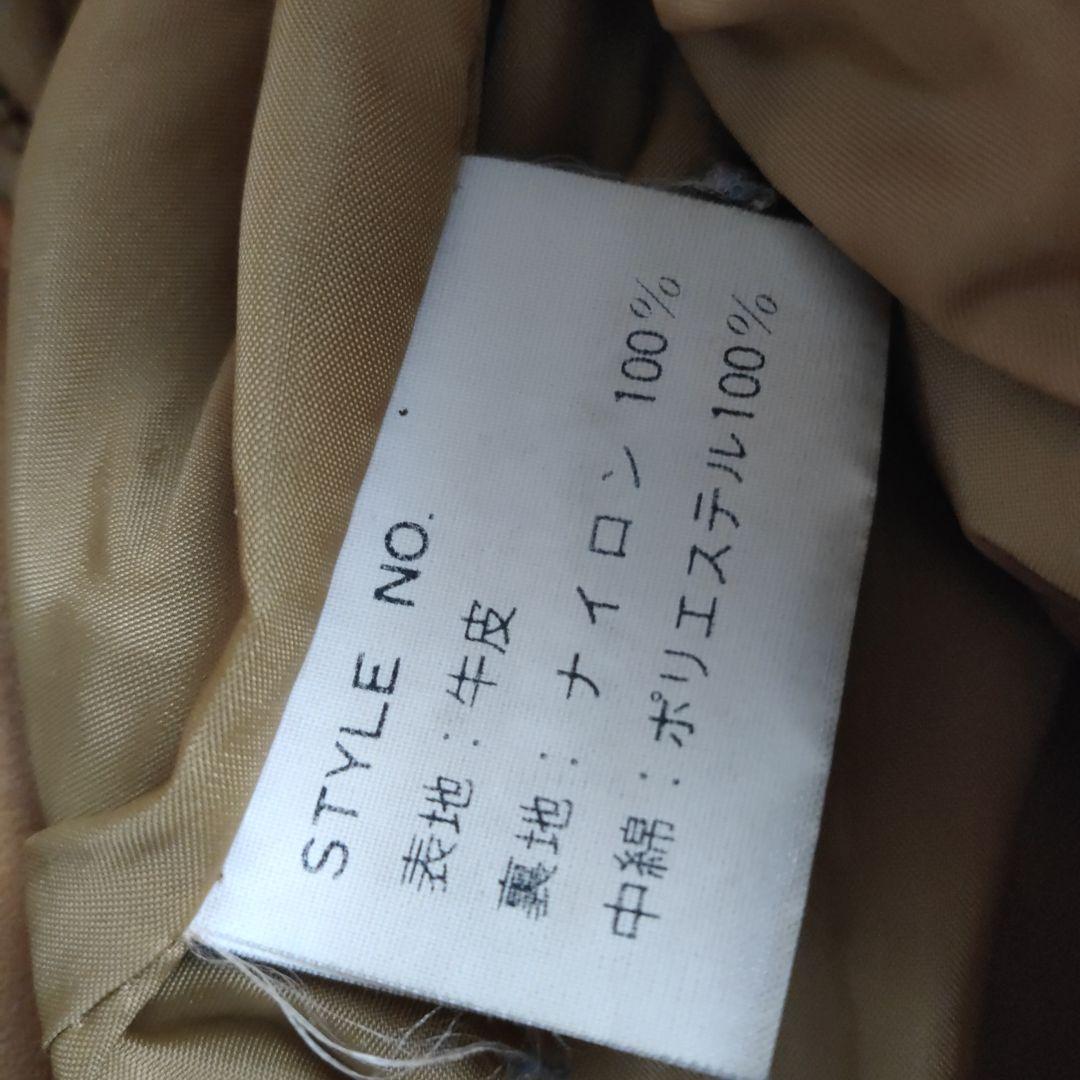 STYLE NO.
表地：牛皮
裏地：ナイロン 100%
中綿：ポリエステル100%